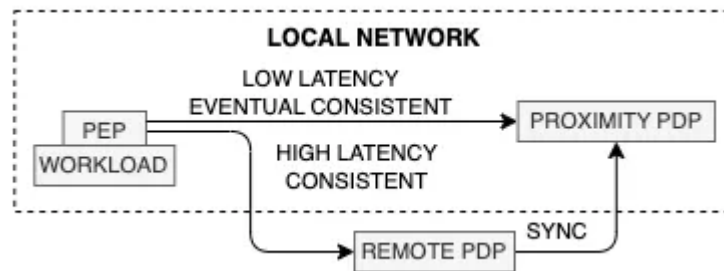 LOCAL NETWORK
LOW LATENCY
EVENTUAL CONSISTENT
PEP
WORKLOAD
PROXIMITY PDP
HIGH LATENCY
CONSISTENT
REMOTE PDP
SYNC